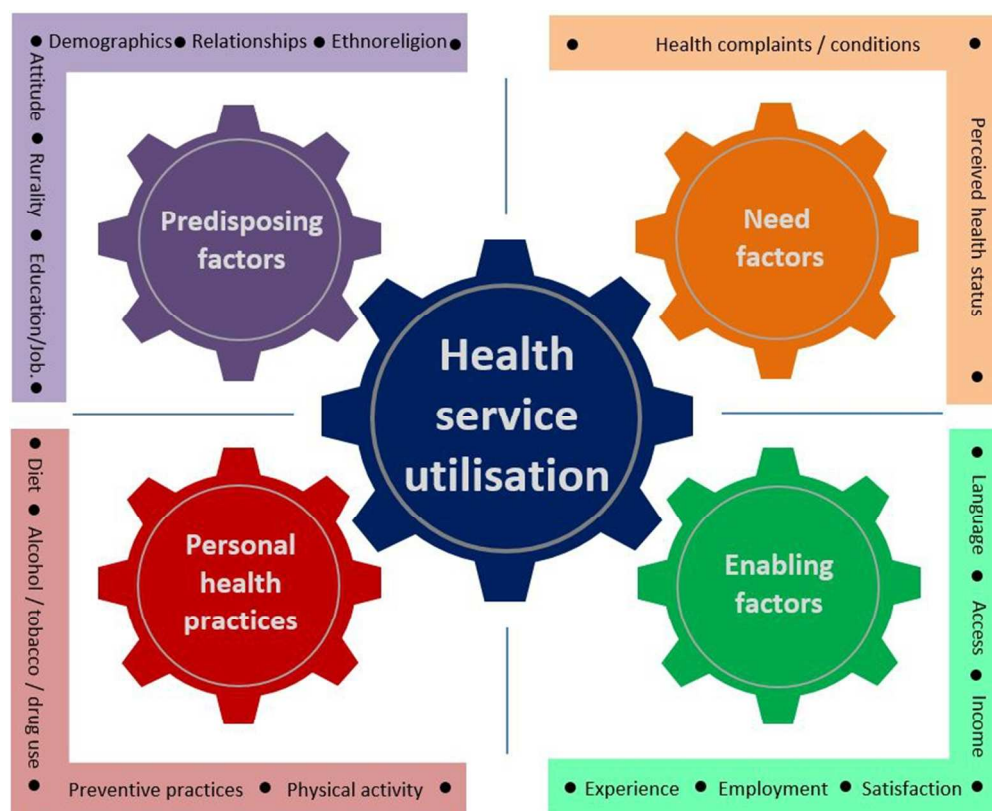 ● Demographics ● Relationships ● Ethnoreligion ●
Attitude ● Rurality ● Education/Job. ●
Predisposing
factors
● Health complaints / conditions ●
Perceived health status ●
Need
factors
Health
service
utilisation
● Diet ● Alcohol / tobacco / drug use ●
Personal
health
practices
Preventive practices ● Physical activity ●
● Language ● Access ● Income
Enabling
factors
● Experience ● Employment ● Satisfaction ●